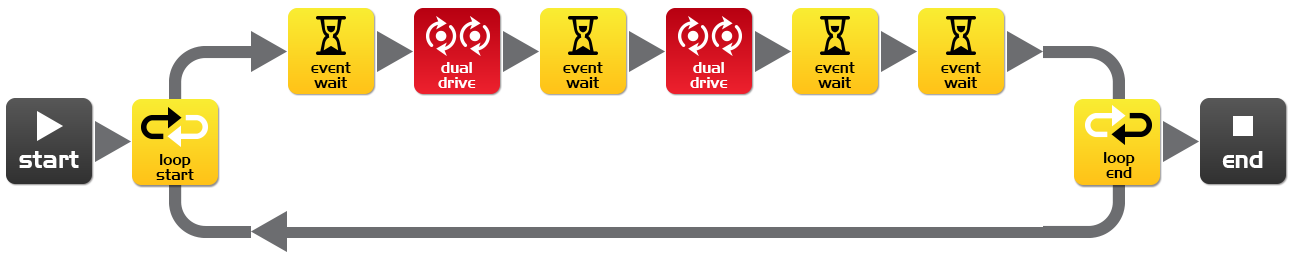 start
loop
start
event
wait
dual
drive
event
wait
dual
drive
event
wait
event
wait
loop
end
end